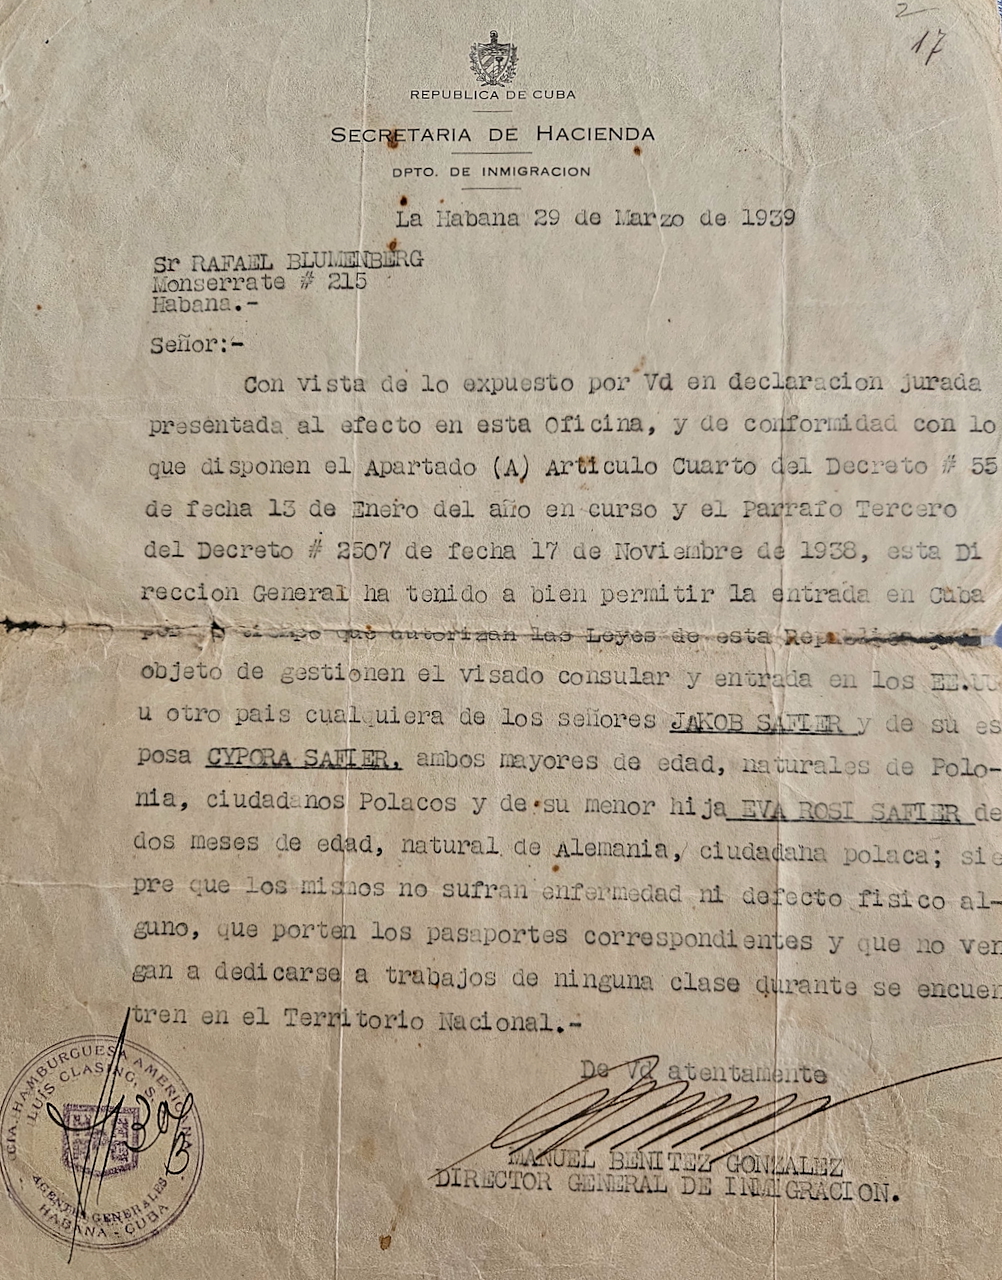 2
17
REPUBLICA DE CUBA
SECRETARIA DE HACIENDA
DPTO. DE INMIGRACION
La Habana 29 de Marzo de 1939
Sr RAFAEL BLUMENBERG
Monserrate # 215
Habana.-
Señor:-
Con vista de lo expuesto por Vd en declaracion jurada
presentada al efecto en esta Oficina, y de conformidad con lo
que disponen el Apartado (A) Articulo Cuarto del Decreto # 55
de fecha 13 de Enero del año en curso y el Parrafo Tercero
del Decreto # 2507 de fecha 17 de Noviembre de 1938, esta Di
reccion General ha tenido a bien permitir la entrada en Cuba
tiempo que autorizan las Leyes de esta Republica
objeto de gestionen el visado consular y entrada en los EE.UU
u otro pais cualquiera de los señores JAKOB SAFIER y de su es
posa CYPORA SAFIER, ambos mayores de edad, naturales de Polo-
nia, ciudadanos Polacos y de su menor hija EVA ROSI SAFIER de
dos meses de edad, natural de Alemania, ciudadana polaca; sie
pre que los mismos no sufran enfermedad ni defecto fisico al-
guno, que porten los pasaportes correspondientes y que no ven
gan a dedicarse a trabajos de ninguna clase durante se encuen
tren en el Territorio Nacional.-
De Vd atentamente
MANUEL BENITEZ GONZALEZ
DIRECTOR GENERAL DE INMIGRACION.
CIA. HAMBURGUESA AMERICANA
LUIS CLASING, S
AGENTES GENERALES
HABANA - CUBA